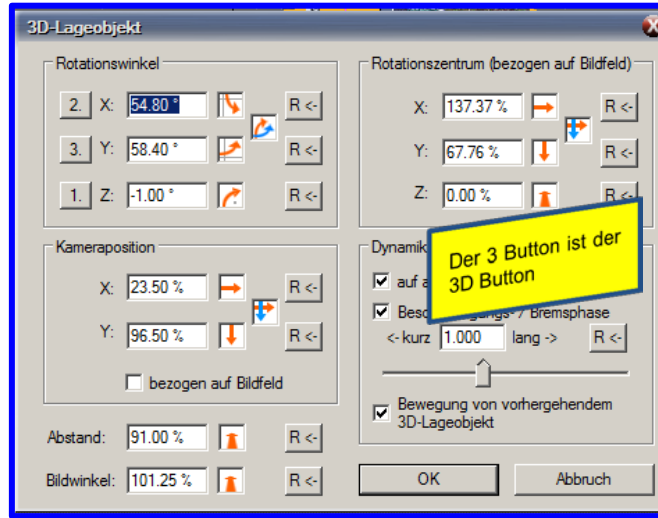 3D-Lageobjekt
Rotationswinkel
2. X: 54.80 ° R <-
3. Y: 58.40 ° R <-
1. Z: -1.00 ° R <-
Rotationszentrum (bezogen auf Bildfeld)
X: 137.37 % R <-
Y: 67.76 % R <-
Z: 0.00 % R <-
Kameraposition
X: 23.50 % R <-
Y: 96.50 % R <-
bezogen auf Bildfeld
Abstand: 91.00 % R <-
Bildwinkel: 101.25 % R <-
Der 3 Button ist der
3D Button
Dynamik
auf
/ Bremsphase
<- kurz 1.000 lang -> R <-
Bewegung von vorhergehendem
3D-Lageobjekt
OK Abbruch